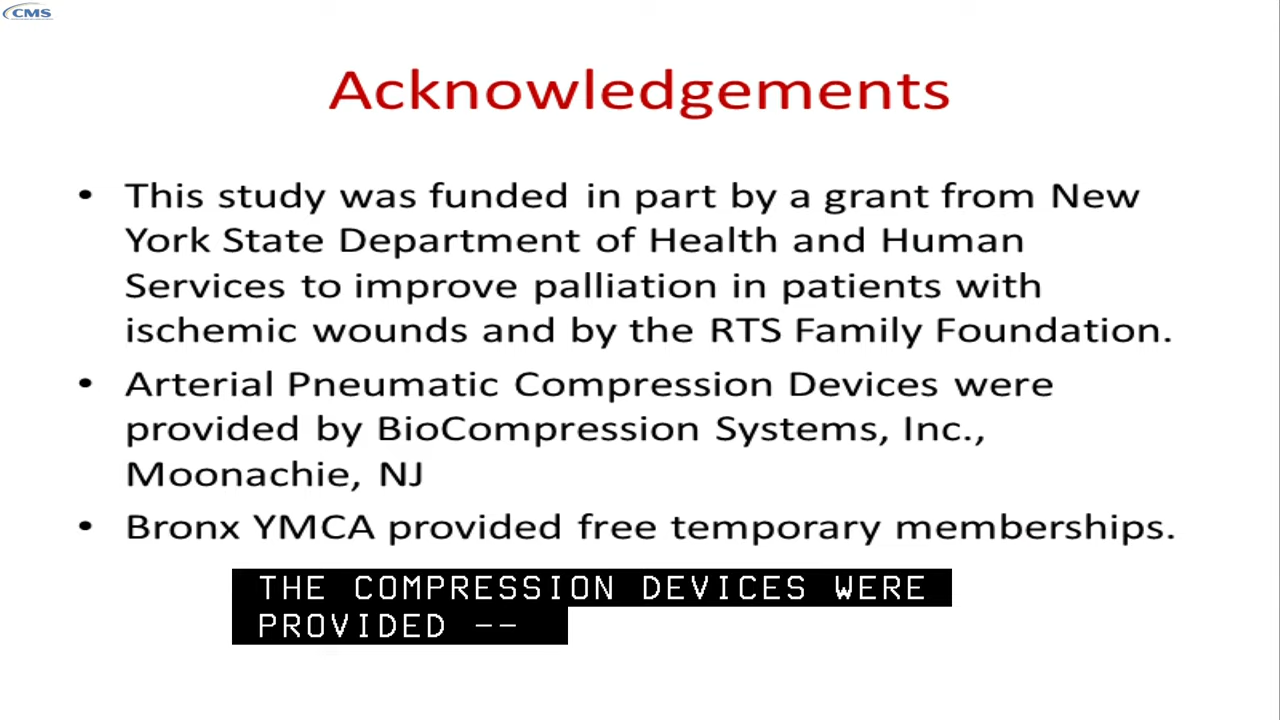 CMS
Acknowledgements
• This study was funded in part by a grant from New
York State Department of Health and Human
Services to improve palliation in patients with
ischemic wounds and by the RTS Family Foundation.
• Arterial Pneumatic Compression Devices were
provided by BioCompression Systems, Inc.,
Moonachie, NJ
• Bronx YMCA provided free temporary memberships.
THE COMPRESSION DEVICES WERE
PROVIDED --